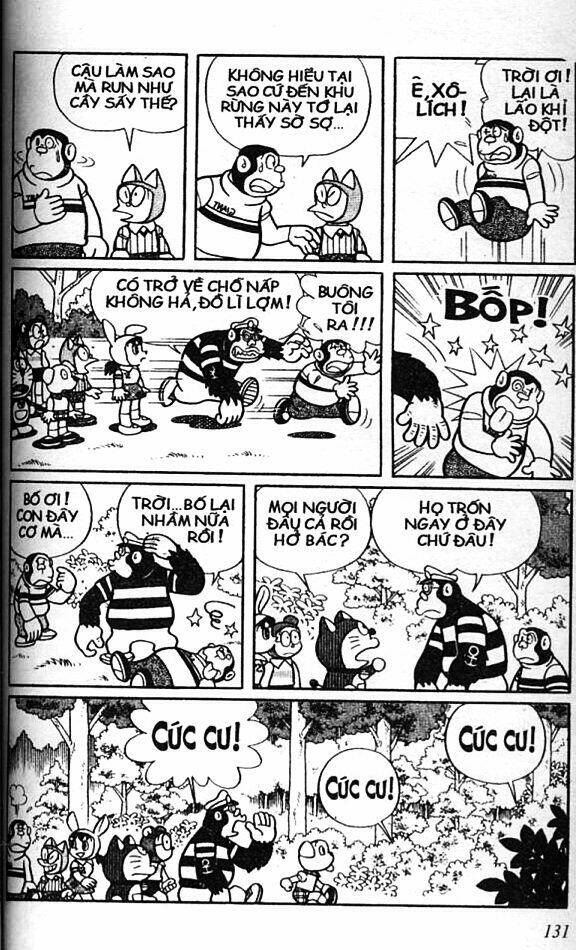 CẬU LÀM SAO
MÀ RUN NHƯ
CẦY SẤY THẾ?
KHÔNG HIỂU TẠI
SAO CỨ ĐẾN KHU
RỪNG NÀY TỚ LẠI
THẤY SỜ SỢ...
Ê, XÔ-
LÍCH!
TRỜI ƠI!
LẠI LÀ
LÃO KHỈ
ĐỘT!
CÓ TRỞ VỀ CHỖ NẤP
KHÔNG HẢ, ĐỒ LÌ LỢM!
BUÔNG
TÔI
RA!!!
BỐP!
BỐ ƠI!
CON ĐÂY
CƠ MÀ...
TRỜI...BỐ LẠI
NHẦM NỮA
RỒI!
MỌI NGƯỜI
ĐÂU CẢ RỒI
HỞ BÁC?
HỌ TRỐN
NGAY Ở ĐÂY
CHỨ ĐÂU!
CÚC CU!
CÚC CU!
CÚC CU!
131